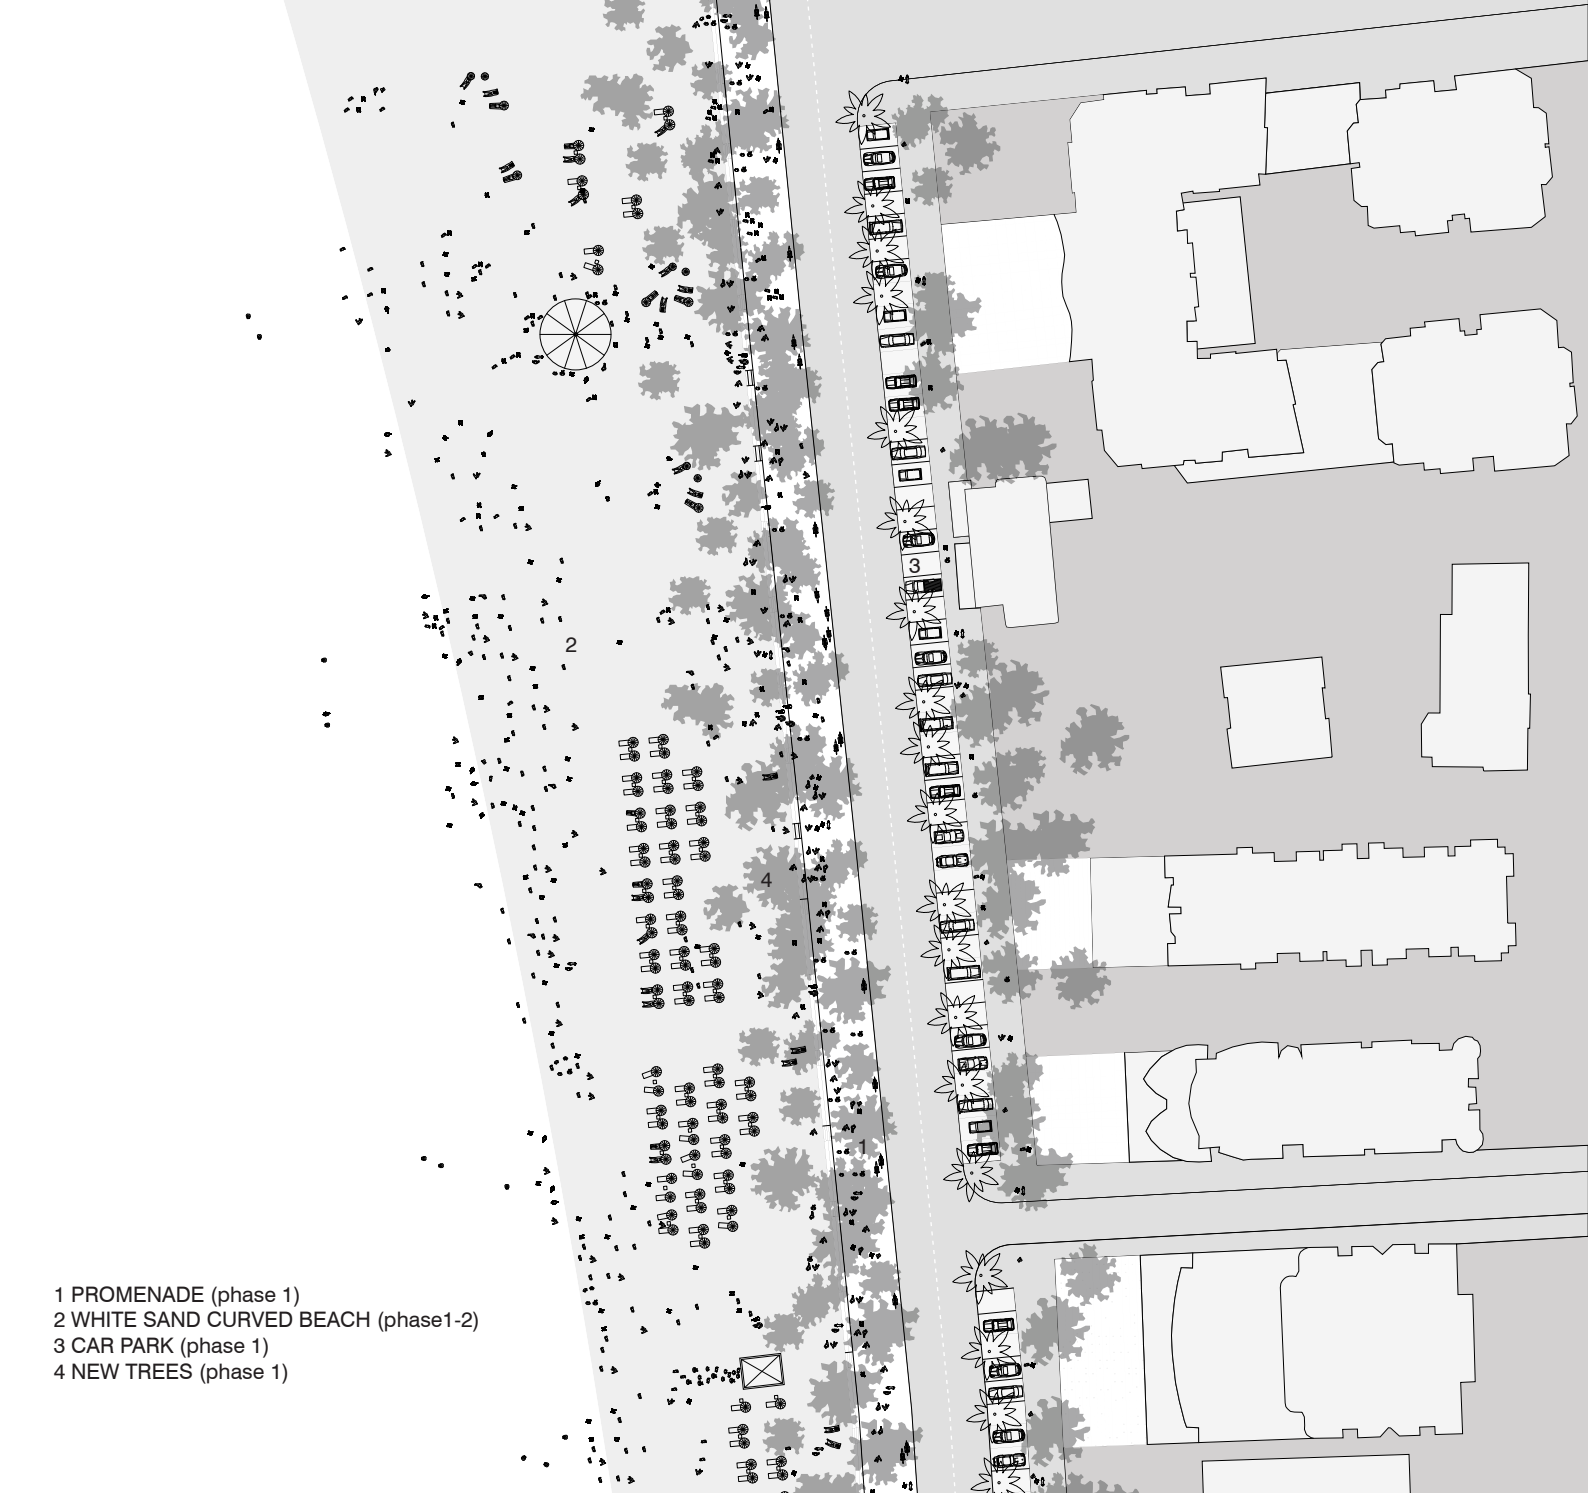 3
2
4
1
1 PROMENADE (phase 1)
2 WHITE SAND CURVED BEACH (phase1-2)
3 CAR PARK (phase 1)
4 NEW TREES (phase 1)